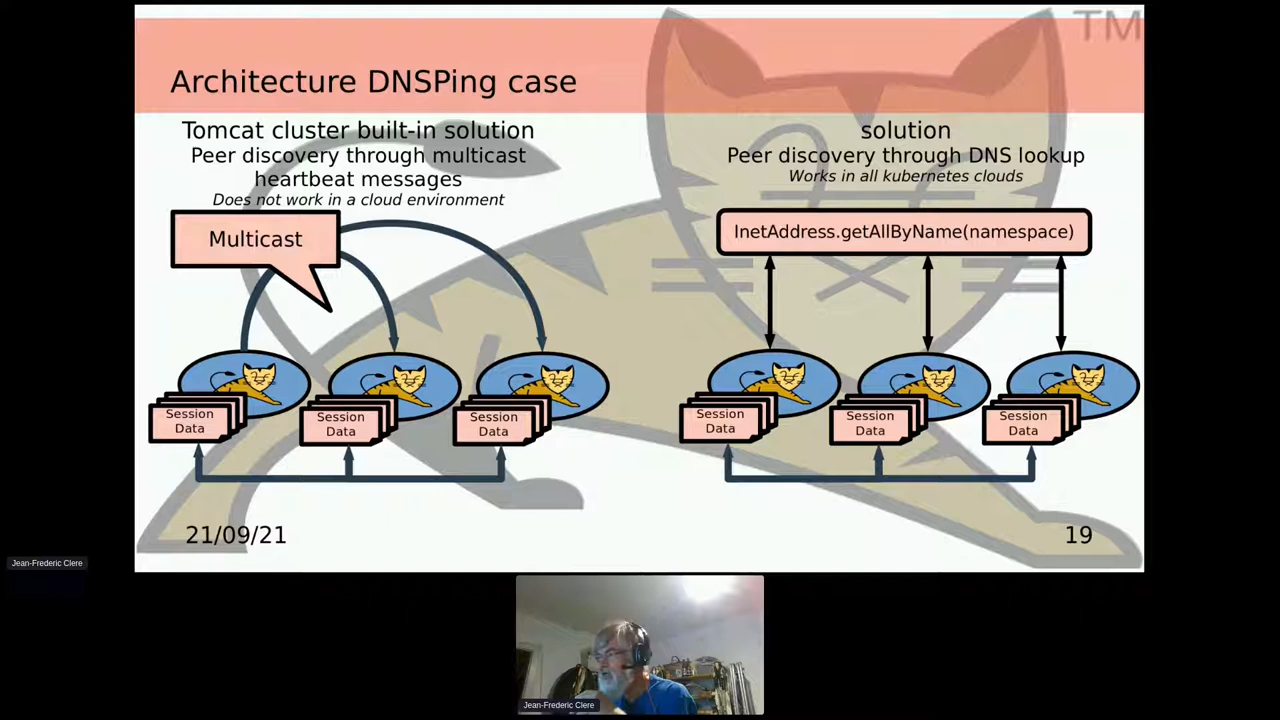 TM
Architecture DNSPing case
Tomcat cluster built-in solution
Peer discovery through multicast
heartbeat messages
Does not work in a cloud environment
Multicast
Session
Data
Session
Data
Session
Data
solution
Peer discovery through DNS lookup
Works in all kubernetes clouds
InetAddress.getAllByName(namespace)
Session
Data
Session
Data
Session
Data
21/09/21
19
Jean-Frederic Clere
Jean-Frederic Clere